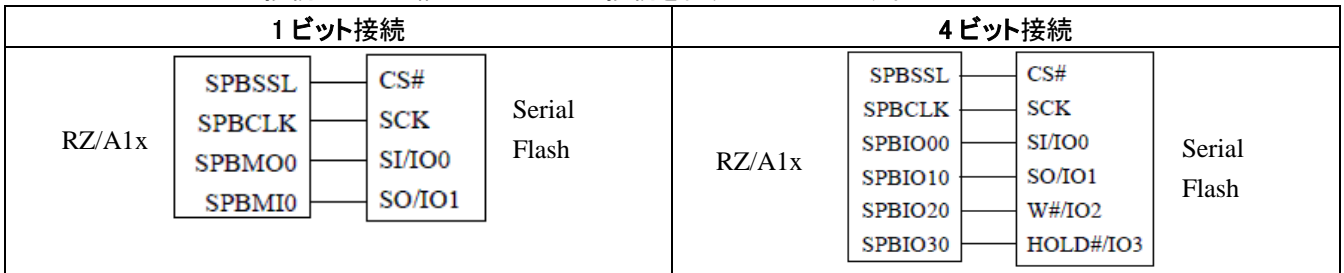 1 ビット接続
4 ビット接続
RZ/A1x
SPBSSL
SPBCLK
SPBMO0
SPBMI0
CS#
SCK
SI/IO0
SO/IO1
Serial
Flash
RZ/A1x
SPBSSL
SPBCLK
SPBIO00
SPBIO10
SPBIO20
SPBIO30
CS#
SCK
SI/IO0
SO/IO1
W#/IO2
HOLD#/IO3
Serial
Flash